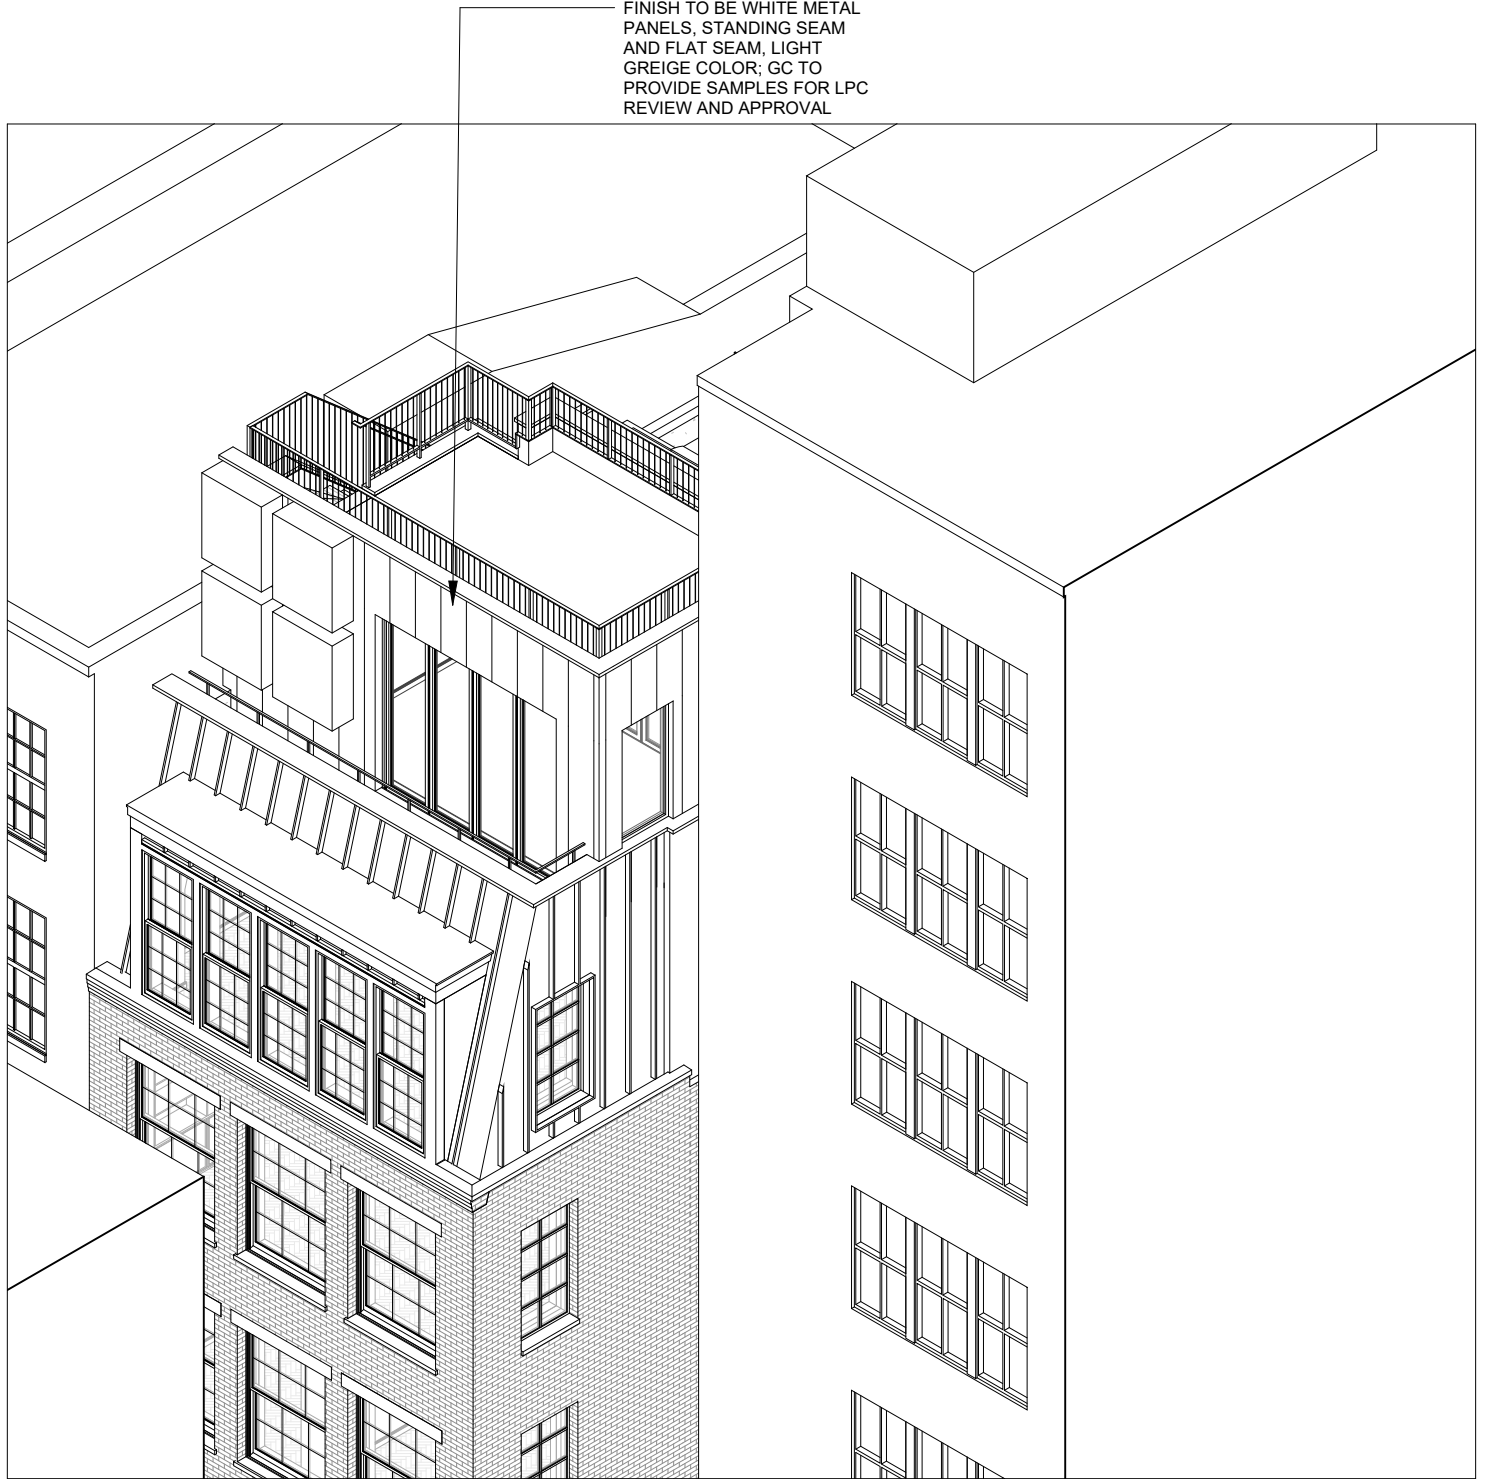 FINISH TO BE WHITE METAL
PANELS, STANDING SEAM
AND FLAT SEAM, LIGHT
GREIGE COLOR; GC TO
PROVIDE SAMPLES FOR LPC
REVIEW AND APPROVAL